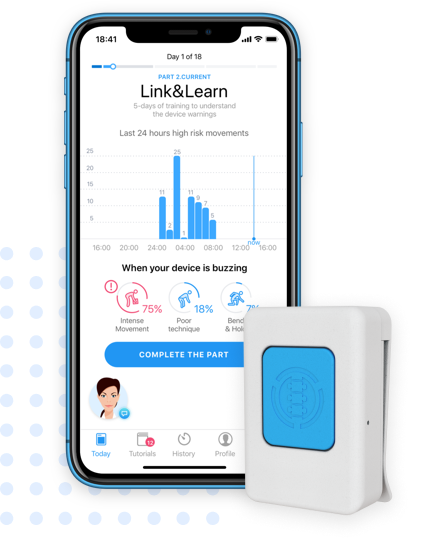 18:41
Day 1 of 18
PART 2.CURRENT
Link&Learn
5-days of training to understand
the device warnings
Last 24 hours high risk movements
25
20
15
10
5
11
2
25
1
11
9
7
5
16:00 20:00 24:00 04:00 08:00 12:00 16:00
now
When your device is buzzing
75%
18%
7%
Intense
Movement
Poor
technique
Bend
& Hol
COMPLETE THE PART
12
Today Tutorials History Profile